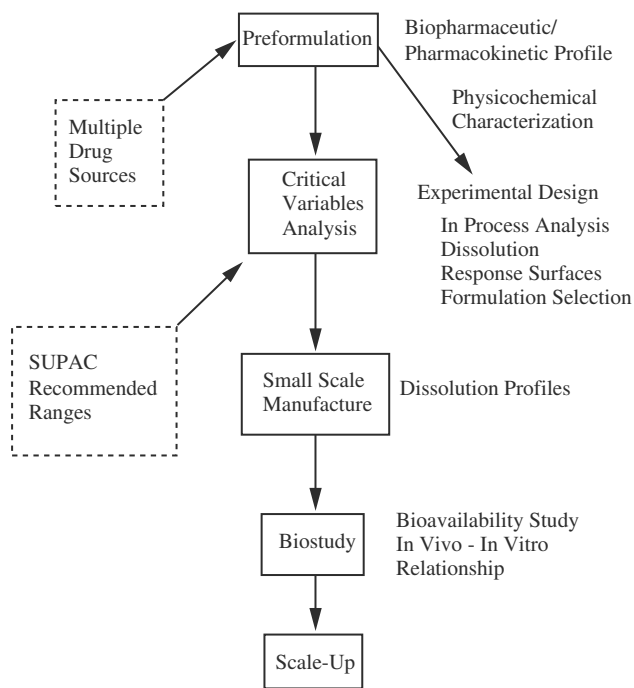 Preformulation
Biopharmaceutic/
Pharmacokinetic Profile
Multiple
Drug
Sources
Physicochemical
Characterization
Critical
Variables
Analysis
Experimental Design
In Process Analysis
Dissolution
Response Surfaces
Formulation Selection
SUPAC
Recommended
Ranges
Small Scale
Manufacture
Dissolution Profiles
Biostudy
Bioavailability Study
In Vivo - In Vitro
Relationship
Scale-Up